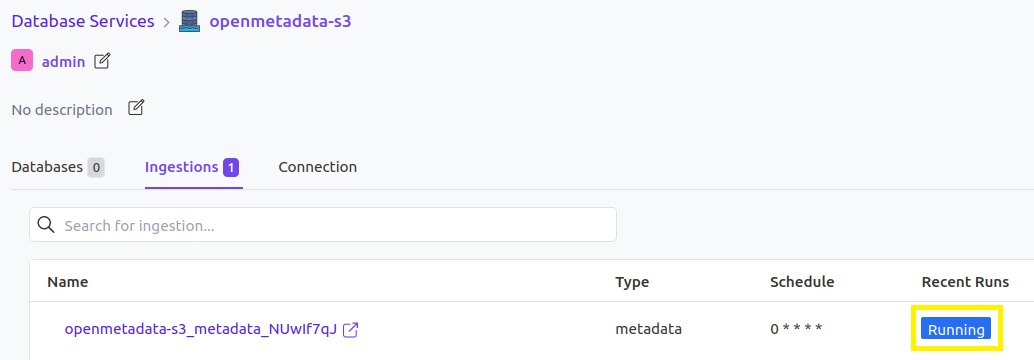 Database Services > openmetadata-s3
A admin
No description
Databases 0 Ingestions 1 Connection
Search for ingestion...
Name Type Schedule Recent Runs
openmetadata-s3_metadata_NUwIf7qJ metadata 0 * * * * Running